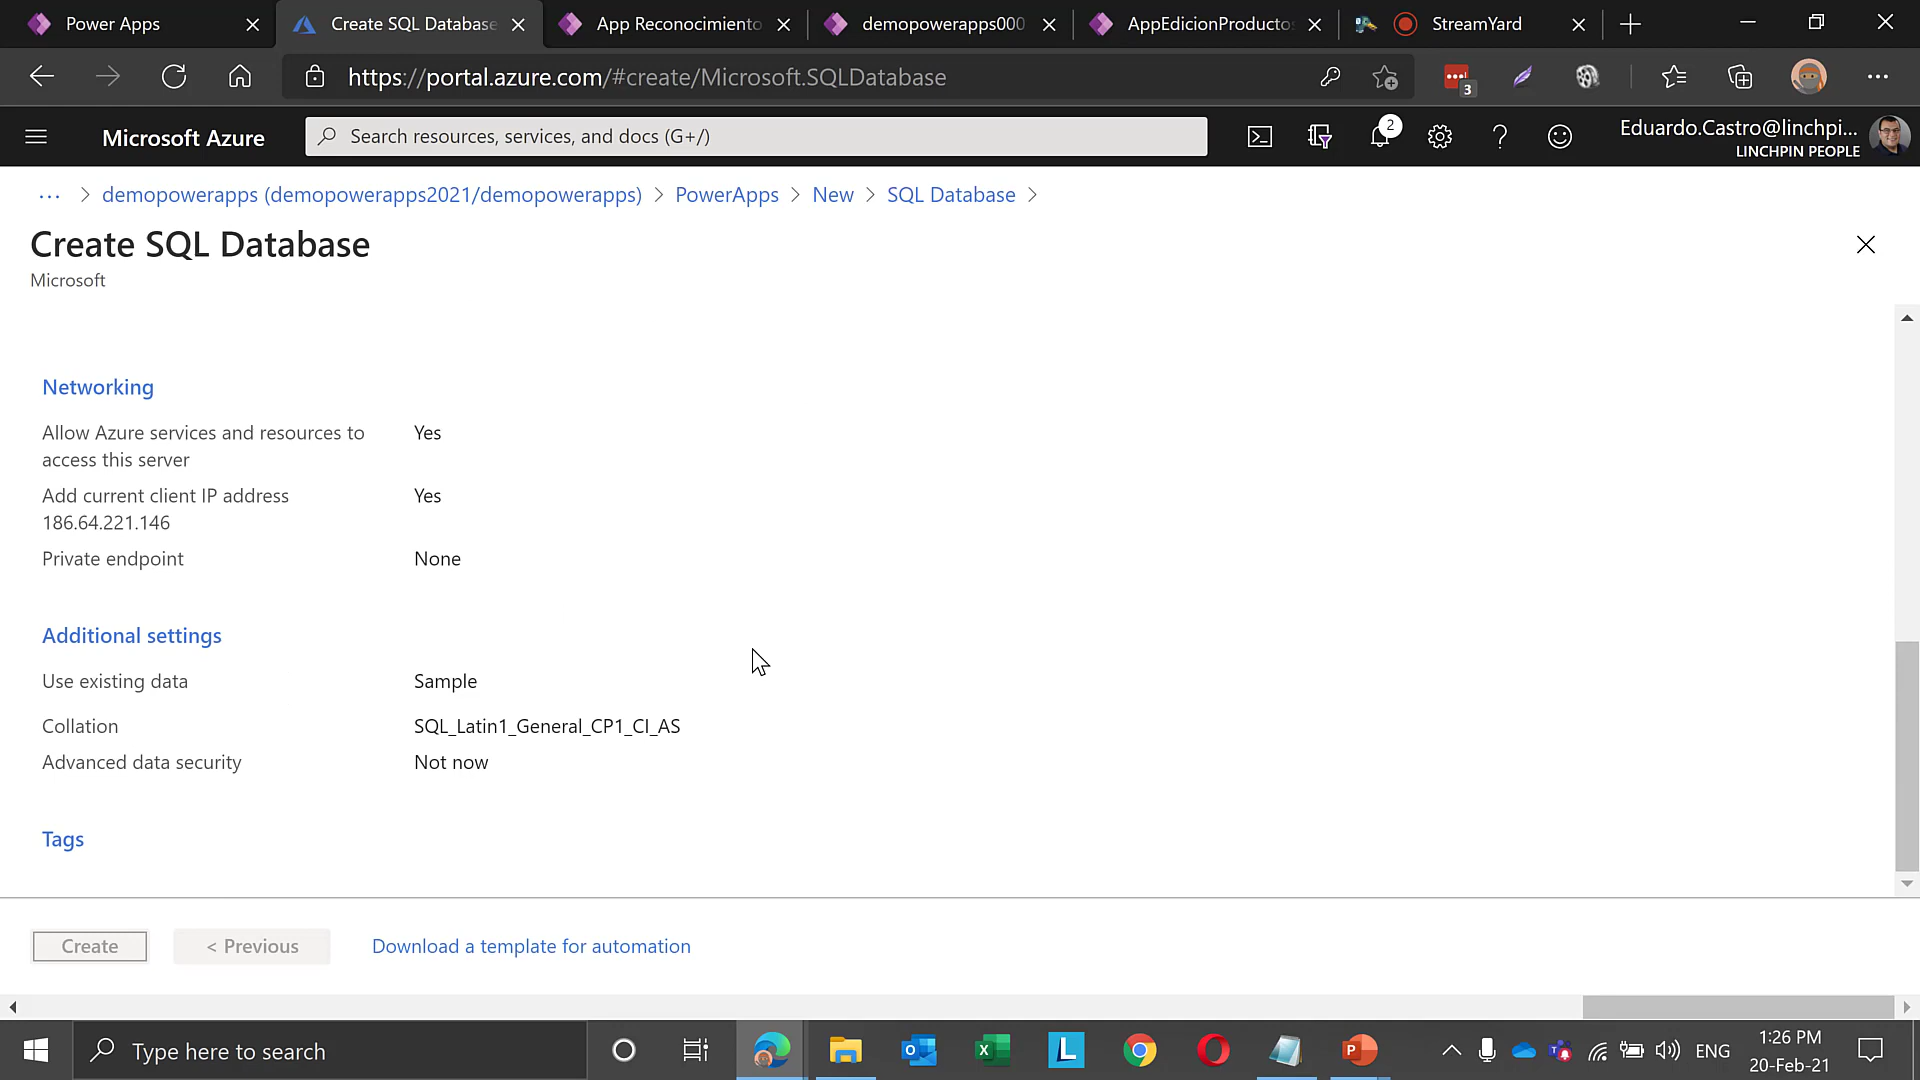 Power Apps
Create SQL Database
App Reconocimiento
demopowerapps000
AppEdicionProductos
StreamYard
https://portal.azure.com/#create/Microsoft.SQLDatabase
3
Microsoft Azure
Search resources, services, and docs (G+/)
2
Eduardo.Castro@linchpi...
LINCHPIN PEOPLE
... > demopowerapps (demopowerapps2021/demopowerapps) > PowerApps > New > SQL Database >
Create SQL Database
Microsoft
Networking
Allow Azure services and resources to access this server
Yes
Add current client IP address 186.64.221.146
Yes
Private endpoint
None
Additional settings
Use existing data
Sample
Collation
SQL_Latin1_General_CP1_CI_AS
Advanced data security
Not now
Tags
Create
< Previous
Download a template for automation
Type here to search
ENG
1:26 PM
20-Feb-21